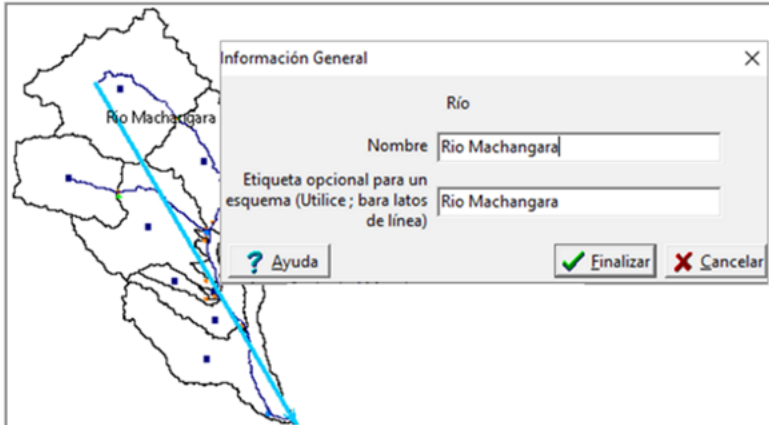 Información General
Río
Nombre Rio Machangara
Etiqueta opcional para un
esquema (Utilice ; bara latos
de línea)
Rio Machangara
Ayuda
Finalizar
Cancelar
Rio Machangara